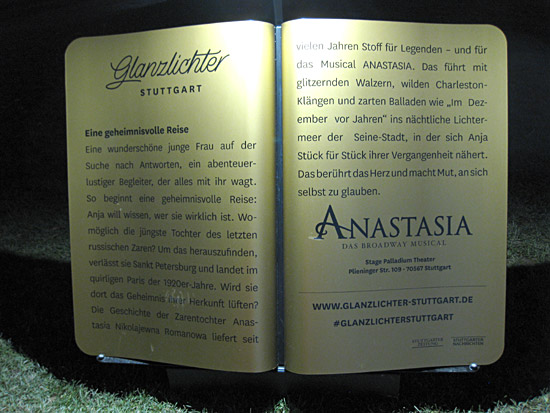 Glanzlichter
STUTTGART
Eine geheimnisvolle Reise
Eine wunderschöne junge Frau auf der
Suche nach Antworten, ein abenteuer-
lustiger Begleiter, der alles mit ihr wagt.
So beginnt eine geheimnisvolle Reise:
Anja will wissen, wer sie wirklich ist. Wo-
möglich die jüngste Tochter des letzten
russischen Zaren? Um das herauszufinden,
verlässt sie Sankt Petersburg und landet im
quirligen Paris der 1920er-Jahre. Wird sie
dort das Geheimnis ihrer Herkunft lüften?
Die Geschichte der Zarentochter Anas-
tasia Nikolajewna Romanowa liefert seit
vielen Jahren Stoff für Legenden – und für
das Musical ANASTASIA. Das führt mit
glitzernden Walzern, wilden Charleston-
Klängen und zarten Balladen wie „Im Dez-
ember vor Jahren" ins nächtliche Lichter-
meer der Seine-Stadt, in der sich Anja
Stück für Stück ihrer Vergangenheit nähert.
Das berührt das Herz und macht Mut, an sich
selbst zu glauben.
ANASTASIA
DAS BROADWAY MUSICAL
Stage Palladium Theater
Plieninger Str. 109 - 70567 Stuttgart
WWW.GLANZLICHTER-STUTTGART.DE
#GLANZLICHTERSTUTTGART
STUTTGARTER ZEITUNG STUTTGARTER NACHRICHTEN